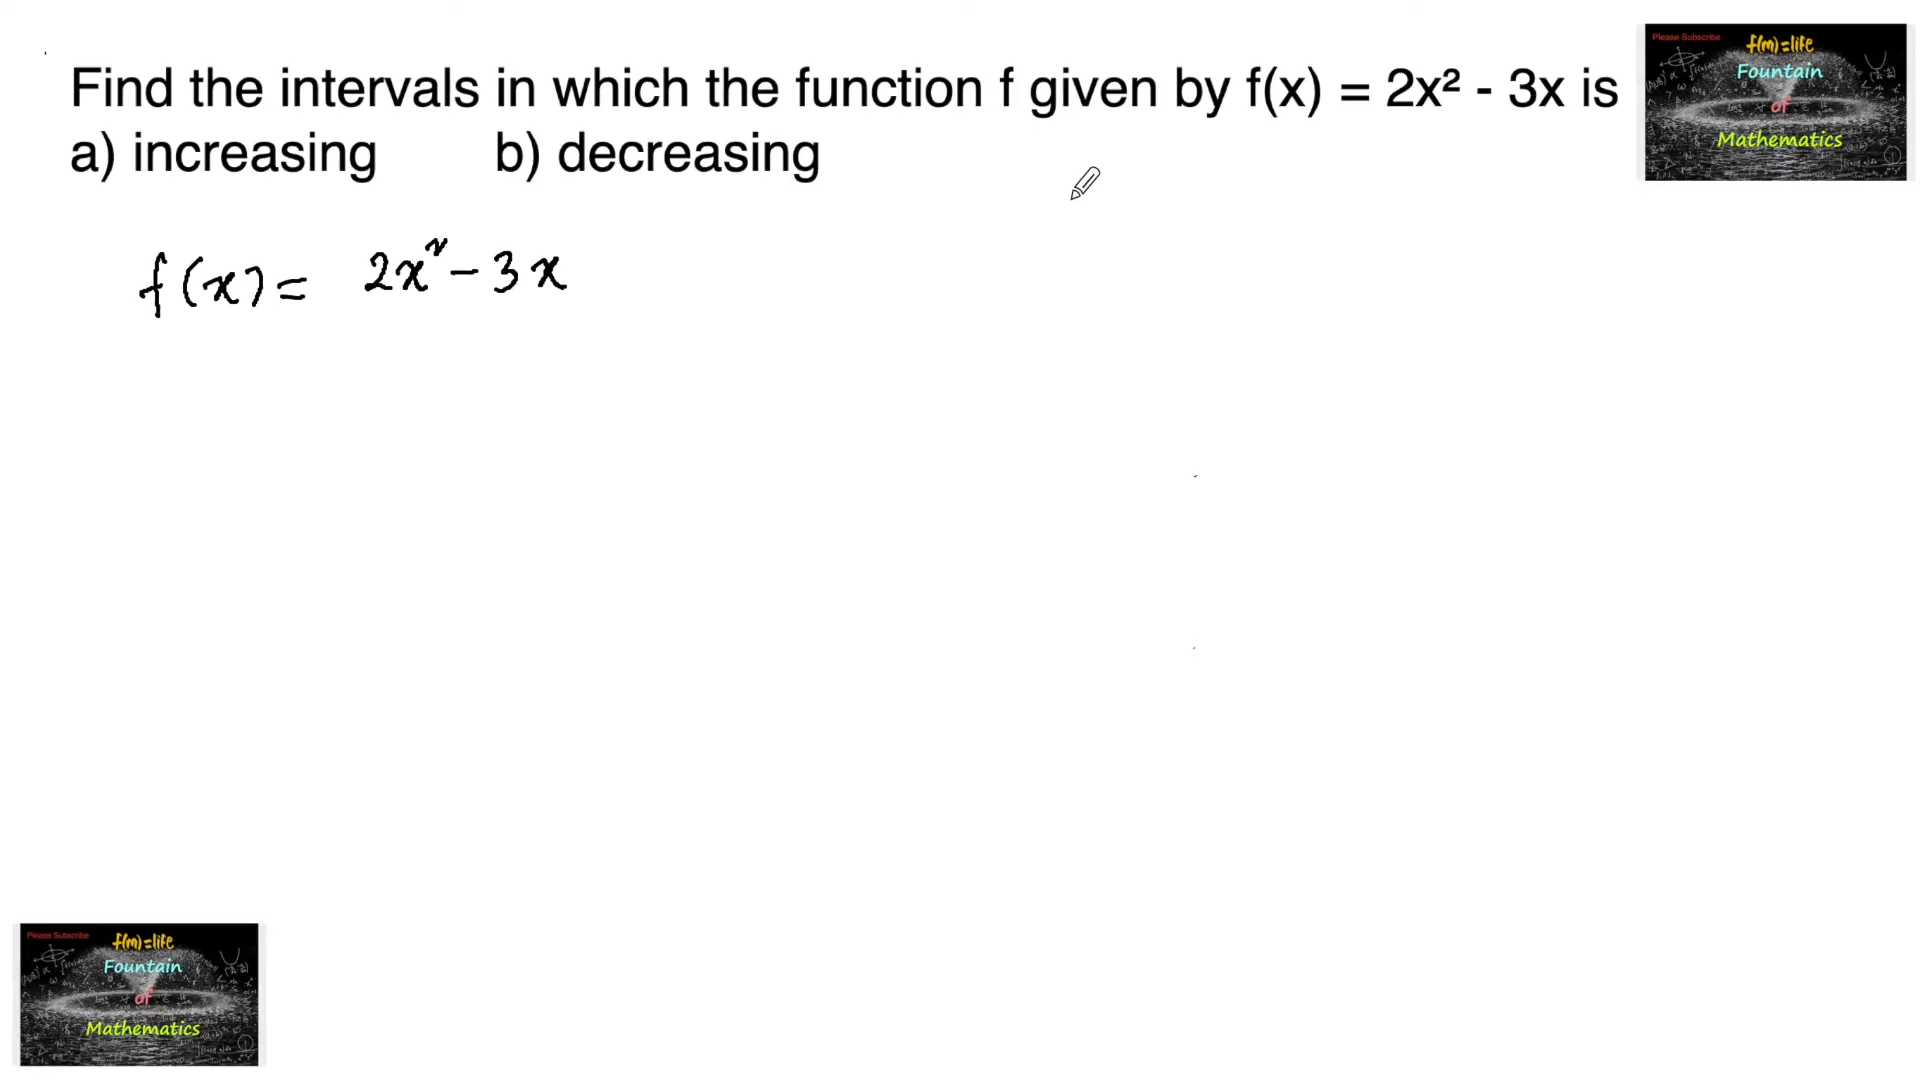 Find the intervals in which the function f given by f(x) = 2x² - 3x is
a) increasing b) decreasing
f(x) = 2x² - 3x
Please Subscribe
f(m)=life
Fountain
of
Mathematics
Please Subscribe
f(m)=life
Fountain
of
Mathematics